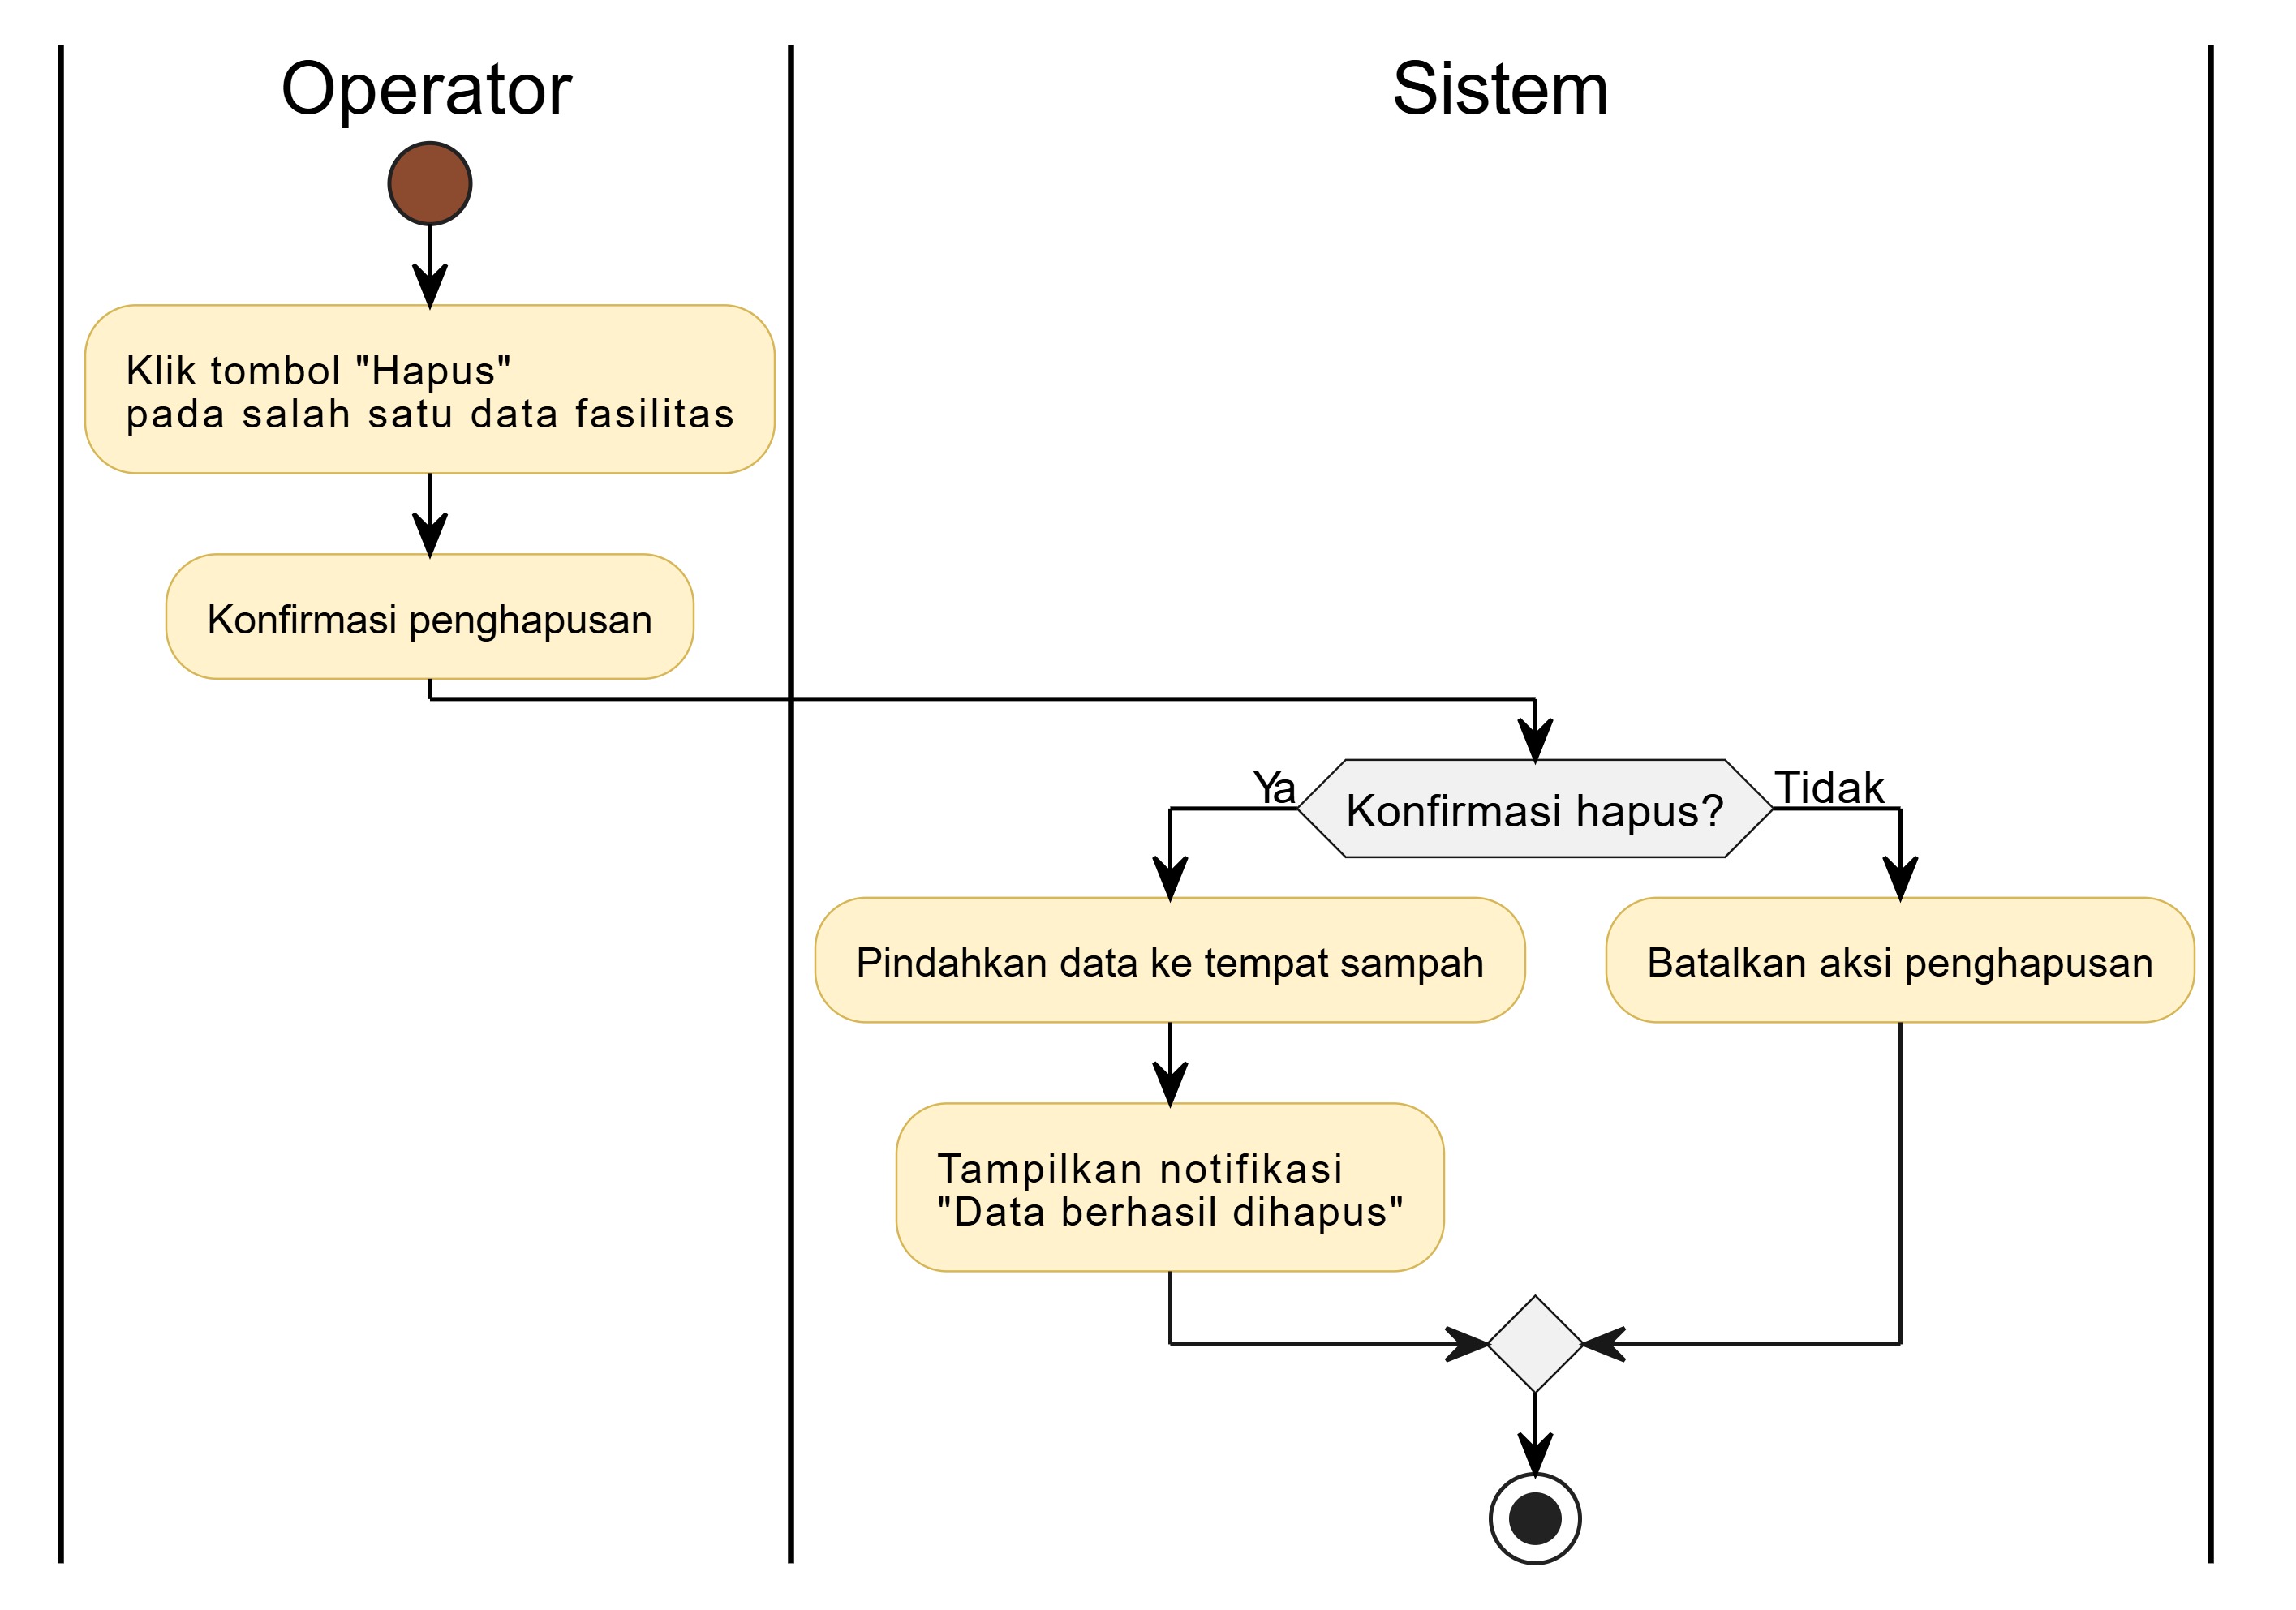 Operator
Sistem
Klik tombol "Hapus"
pada salah satu data fasilitas
Konfirmasi penghapusan
Ya
Konfirmasi hapus?
Tidak
Pindahkan data ke tempat sampah
Batalkan aksi penghapusan
Tampilkan notifikasi
"Data berhasil dihapus"